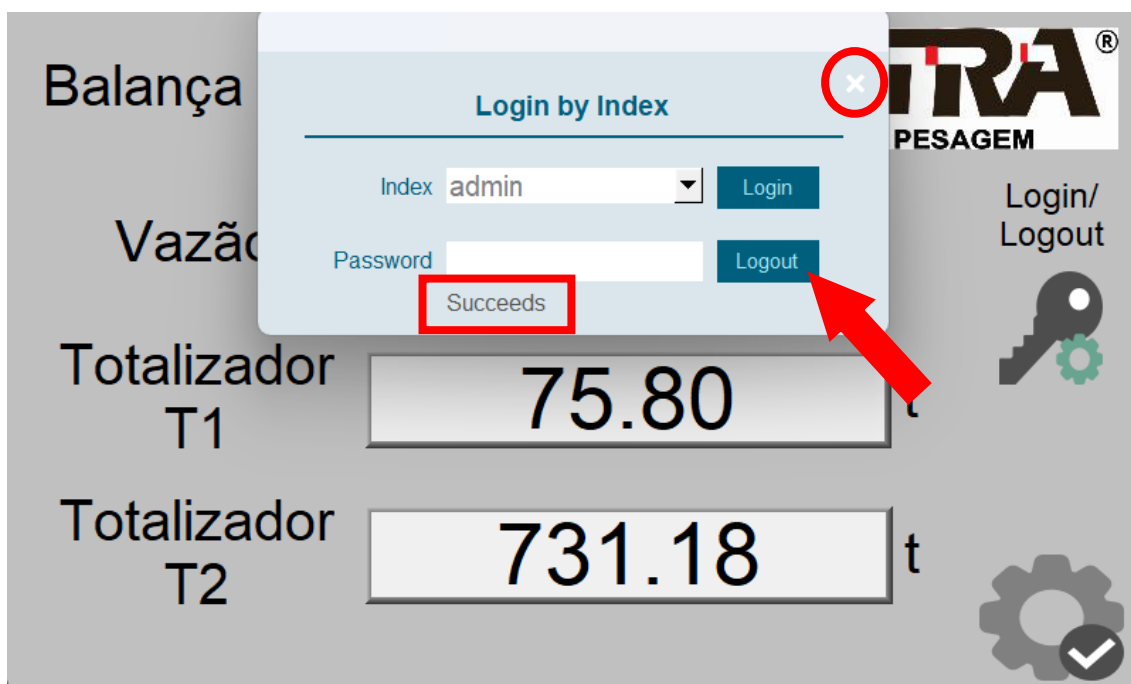 Balança
TRA®
PESAGEM
Login by Index
Index admin Login
Password Logout
Succeeds
Login/
Logout
Totalizador
T1
75.80 t
Totalizador
T2
731.18 t